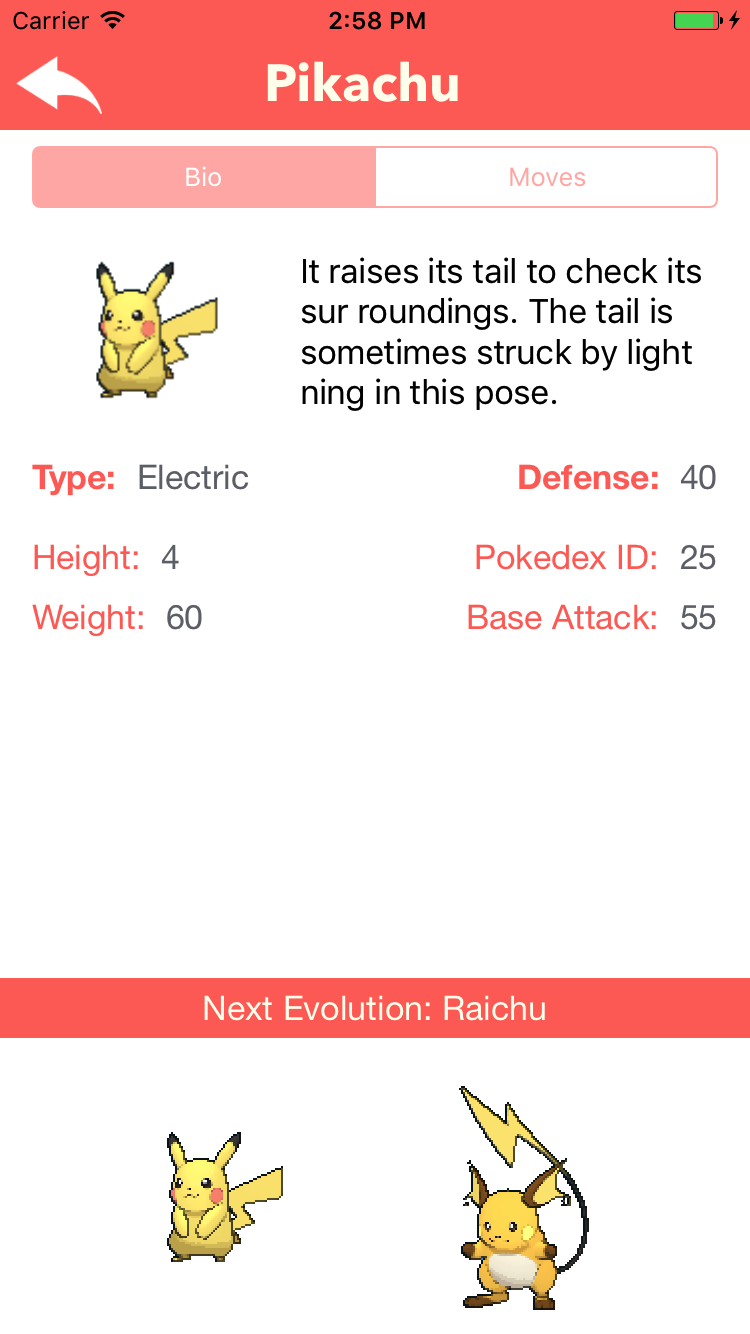 Carrier 2:58 PM
Pikachu
Bio Moves
It raises its tail to check its
sur roundings. The tail is
sometimes struck by light
ning in this pose.
Type: Electric Defense: 40
Height: 4 Pokedex ID: 25
Weight: 60 Base Attack: 55
Next Evolution: Raichu